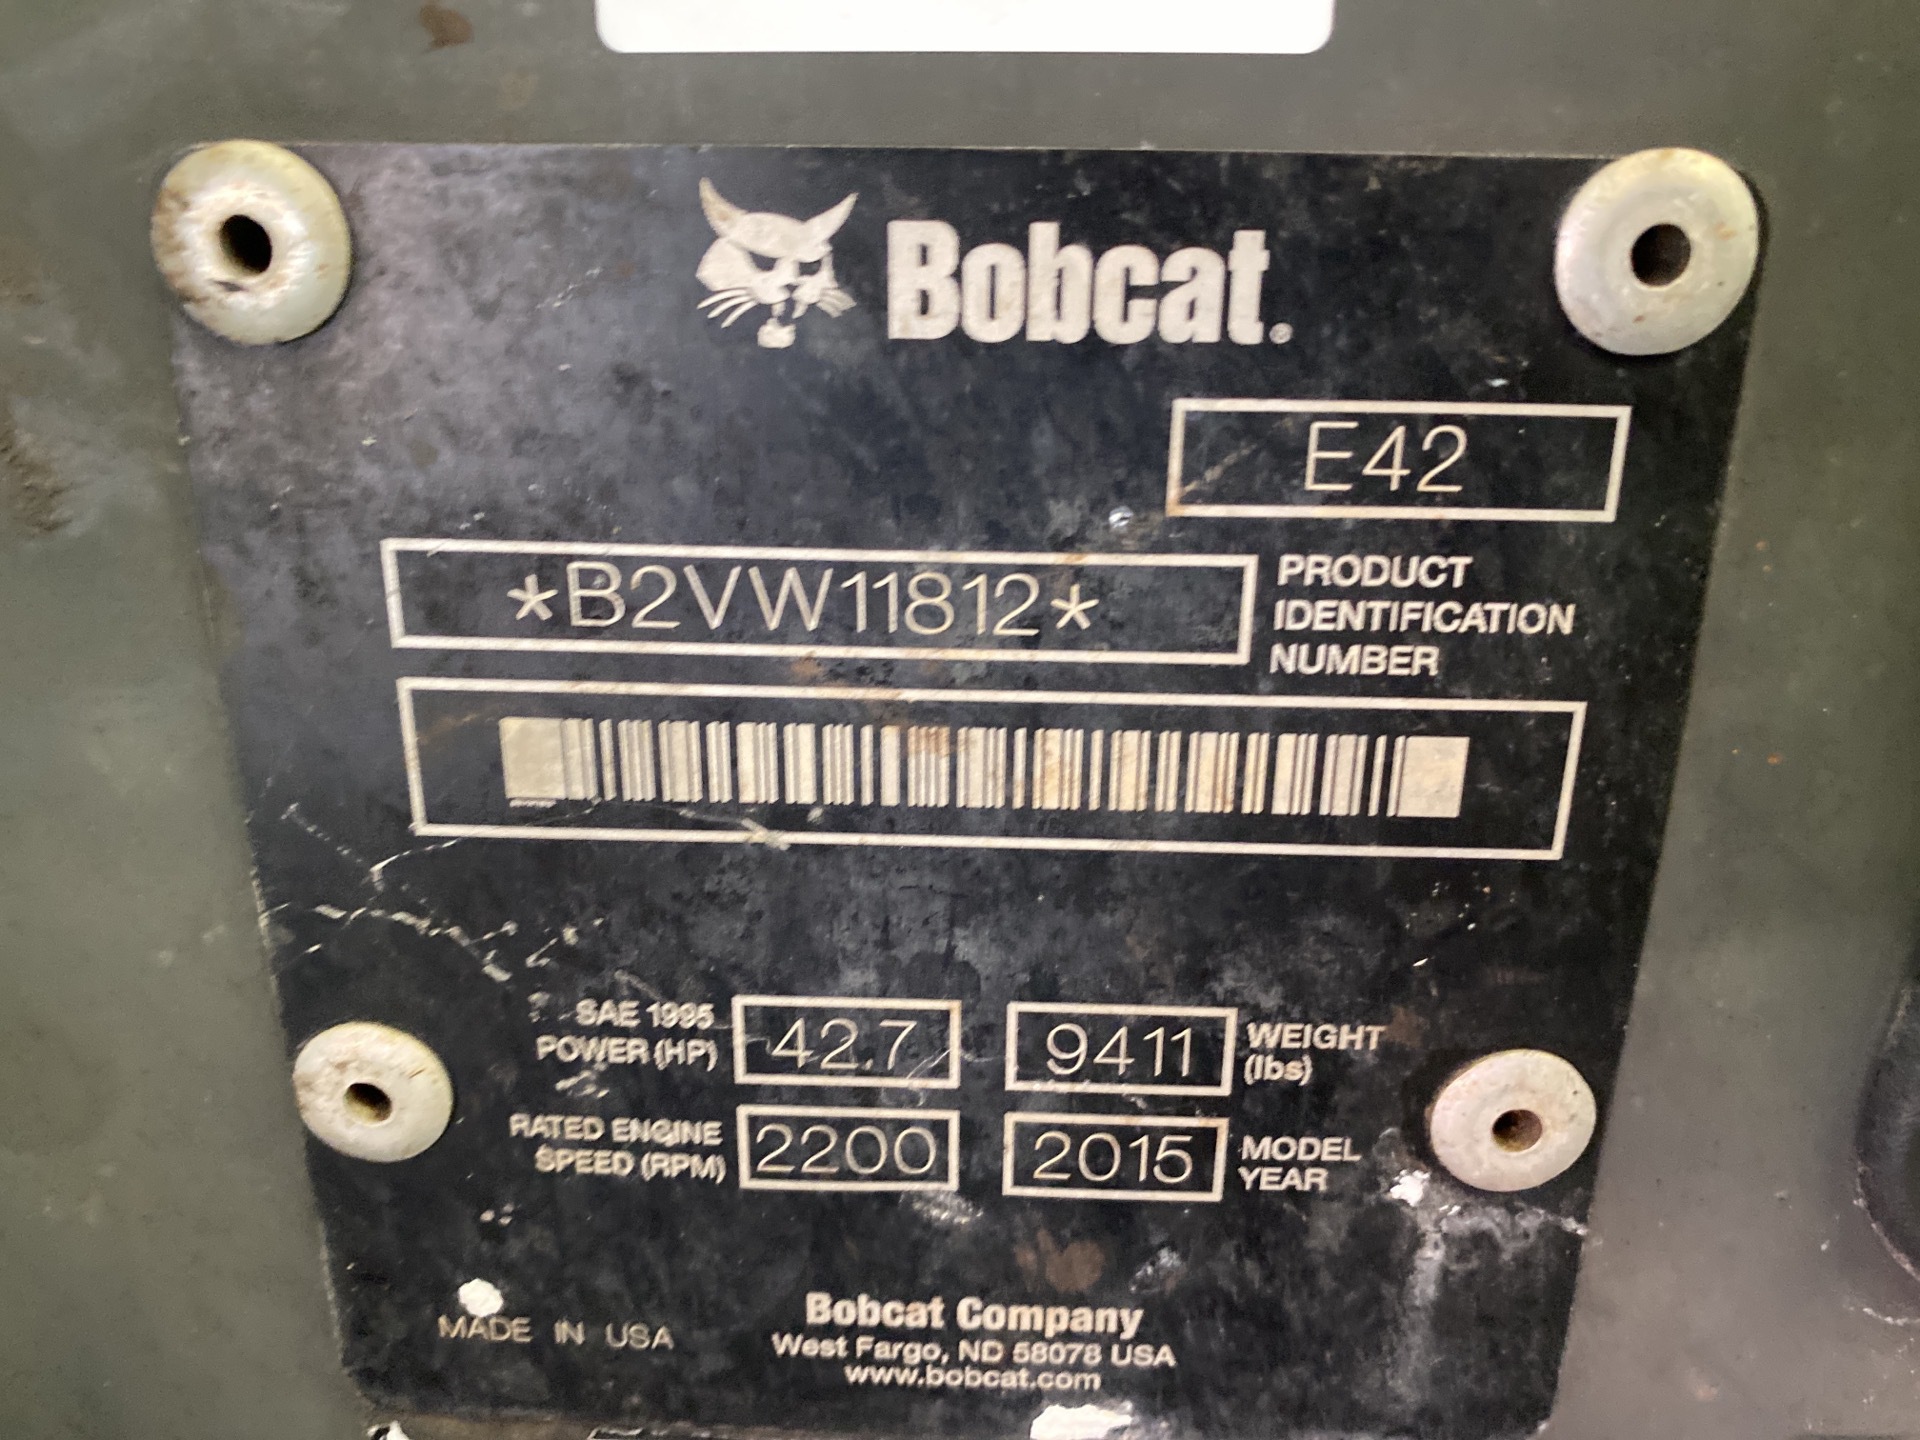 Bobcat®
E42
*B2VW11812*
PRODUCT
IDENTIFICATION
NUMBER
SAE 1995
POWER (HP)
42.7
9411
WEIGHT
(lbs)
RATED ENGINE
SPEED (RPM)
2200
2015
MODEL
YEAR
MADE IN USA
Bobcat Company
West Fargo, ND 58078 USA
www.bobcat.com